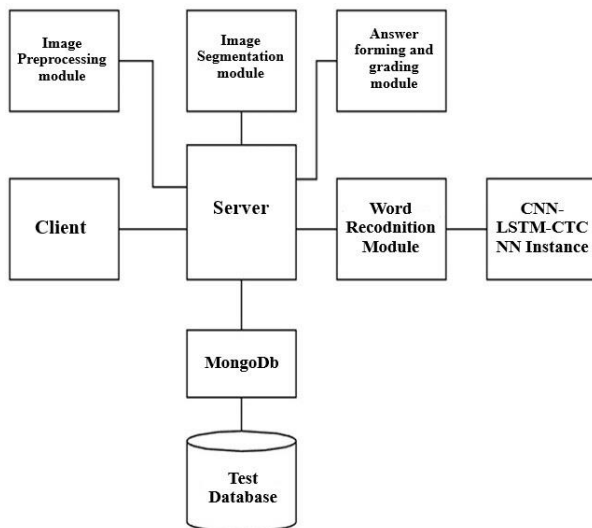 Image
Preprocessing
module
Image
Segmentation
module
Answer
forming and
grading
module
Client
Server
Word
Recodnition
Module
CNN-
LSTM-CTC
NN Instance
MongoDb
Test
Database